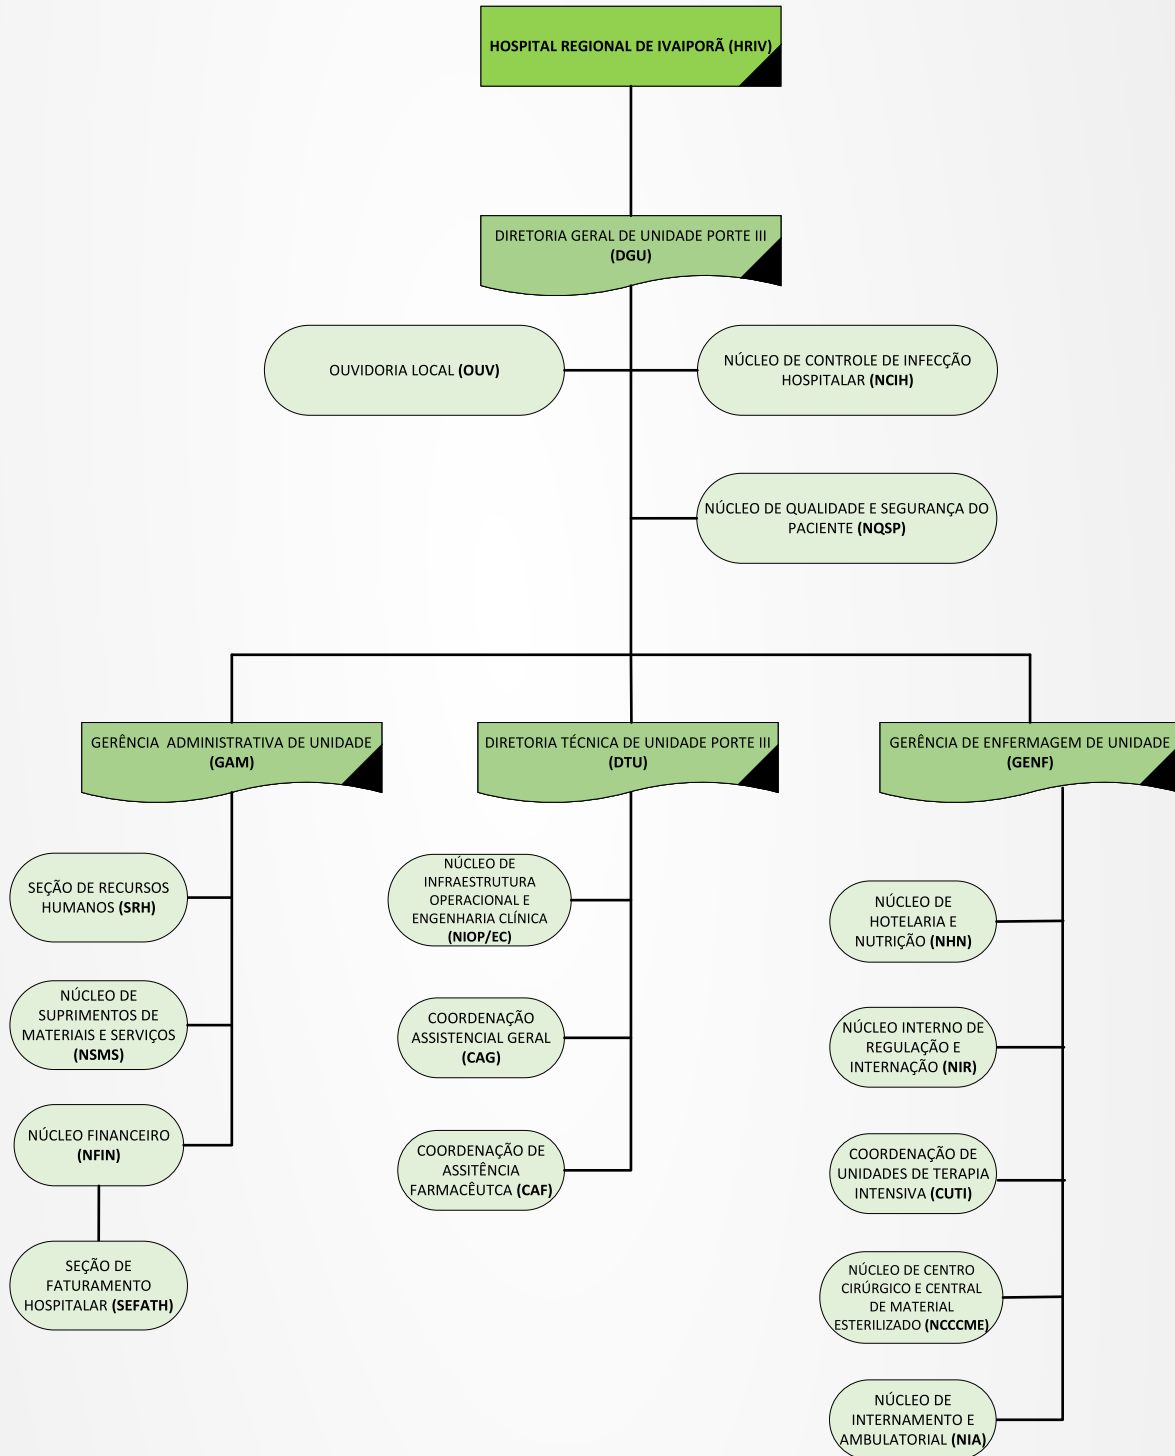 HOSPITAL REGIONAL DE IVAIPORÃ (HRIV)
DIRETORIA GERAL DE UNIDADE PORTE III
(DGU)
OUVIDORIA LOCAL (OUV)
NÚCLEO DE CONTROLE DE INFECÇÃO
HOSPITALAR (NCIH)
NÚCLEO DE QUALIDADE E SEGURANÇA DO
PACIENTE (NQSP)
GERÊNCIA ADMINISTRATIVA DE UNIDADE
(GAM)
SEÇÃO DE RECURSOS
HUMANOS (SRH)
NÚCLEO DE
SUPRIMENTOS DE
MATERIAIS E SERVIÇOS
(NSMS)
NÚCLEO FINANCEIRO
(NFIN)
SEÇÃO DE
FATURAMENTO
HOSPITALAR (SEFATH)
DIRETORIA TÉCNICA DE UNIDADE PORTE III
(DTU)
NÚCLEO DE
INFRAESTRUTURA
OPERACIONAL E
ENGENHARIA CLÍNICA
(NIOP/EC)
COORDENAÇÃO
ASSISTENCIAL GERAL
(CAG)
COORDENAÇÃO DE
ASSITÊNCIA
FARMACÊUTCA (CAF)
GERÊNCIA DE ENFERMAGEM DE UNIDADE
(GENF)
NÚCLEO DE
HOTELARIA E
NUTRIÇÃO (NHN)
NÚCLEO INTERNO DE
REGULAÇÃO E
INTERNAÇÃO (NIR)
COORDENAÇÃO DE
UNIDADES DE TERAPIA
INTENSIVA (CUTI)
NÚCLEO DE CENTRO
CIRÚRGICO E CENTRAL
DE MATERIAL
ESTERILIZADO (NCCCME)
NÚCLEO DE
INTERNAMENTO E
AMBULATORIAL (NIA)